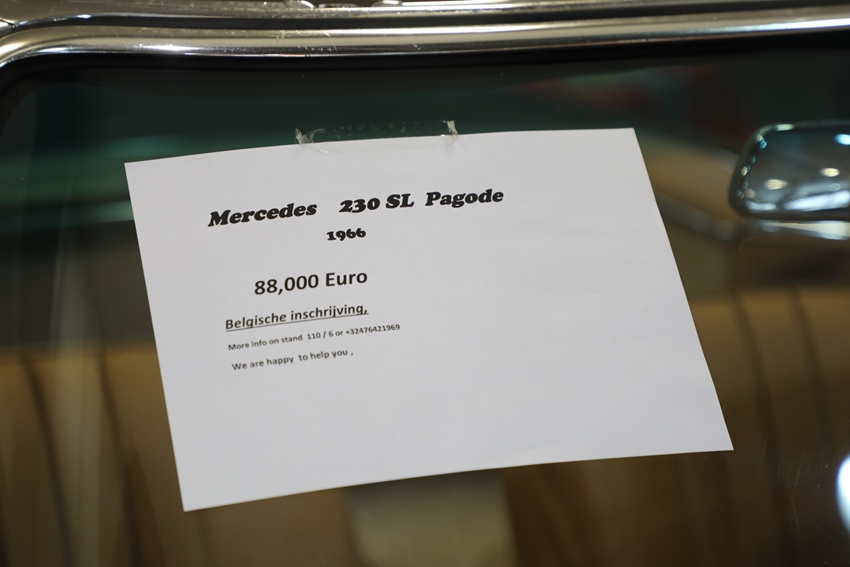 Mercedes 230 SL Pagode
1966
88,000 Euro
Belgische inschrijving,
More info on stand 110 / 6 or +32476421969
We are happy to help you ,